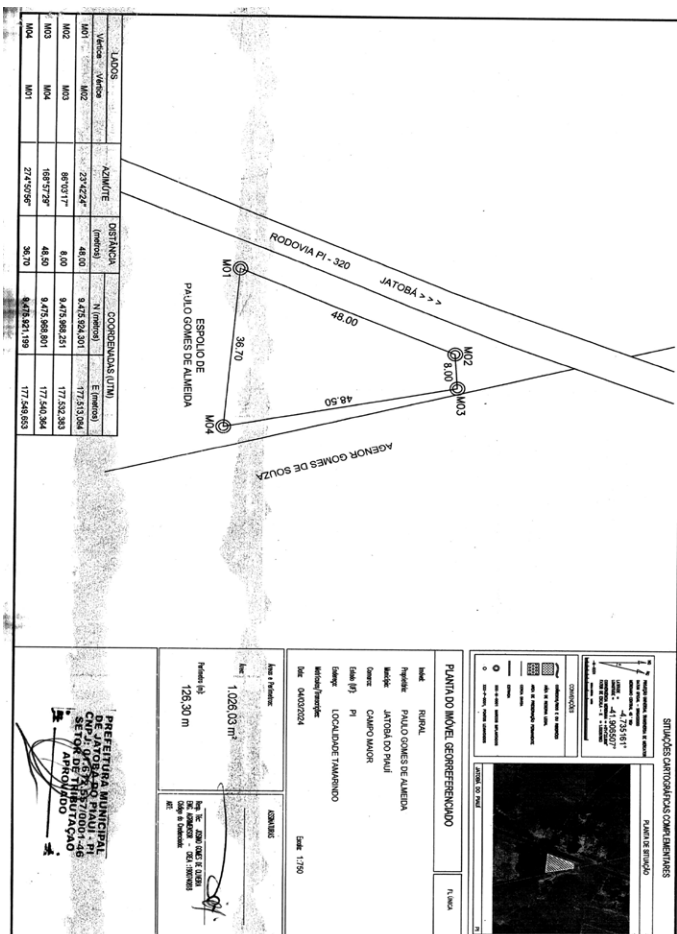 RODOVIA PI - 320
JATOBÁ > > >
M01
48.00
M02
8.00
M03
48.50
M04
36.70
ESPOLIO DE
PAULO GOMES DE ALMEIDA
AGENOR GOMES DE SOUZA
LADOS AZIMUTE DISTÂNCIA COORDENADAS (UTM)
Vértice Vértice (metros) N (metros) E (metros)
M01 M02 23°42'24" 48,00 9.475.924,301 177.513,084
M02 M03 86°03'17" 8,00 9.475.968,251 177.532,383
M03 M04 168°57'29" 48,50 9.475.968,801 177.540,364
M04 M01 274°50'56" 36,70 9.475.921,199 177.549,653
SITUAÇÕES CARTOGRÁFICAS COMPLEMENTARES
PLANTA DE SITUAÇÃO
-4,735161°
-41,906507°
CONVENÇÕES
JATOBÁ DO PIAUÍ PI
PLANTA DO IMÓVEL GEORREFERENCIADO
FL ÚNICA
Imóvel: RURAL
Proprietário: PAULO GOMES DE ALMEIDA
Município: JATOBÁ DO PIAUÍ
Comarca: CAMPO MAIOR
Estado (UF): PI
Endereço: LOCALIDADE TAMARINDO
Matrículas/Transcrições:
Data: 04/03/2024 Escala: 1:750
Áreas e Perímetros:
Área: 1.026,03 m²
Perímetro (m): 126,30 m
ASSINATURAS
Código do Credenciado:
ART:
PREFEITURA MUNICIPAL
DE JATOBÁ DO PIAUI - PI
SETOR DE TRIBUTAÇÃO
APROVADO